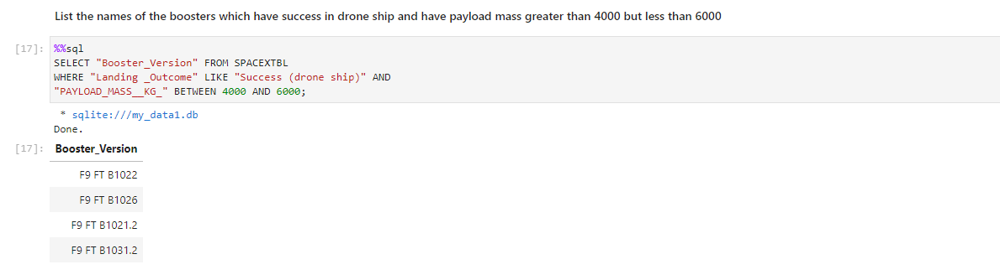 List the names of the boosters which have success in drone ship and have payload mass greater than 4000 but less than 6000
[17]: %%sql
SELECT "Booster_Version" FROM SPACEXTBL
WHERE "Landing _Outcome" LIKE "Success (drone ship)" AND
"PAYLOAD_MASS__KG_" BETWEEN 4000 AND 6000;
* sqlite:///my_data1.db
Done.
[17]: Booster_Version
F9 FT B1022
F9 FT B1026
F9 FT B1021.2
F9 FT B1031.2